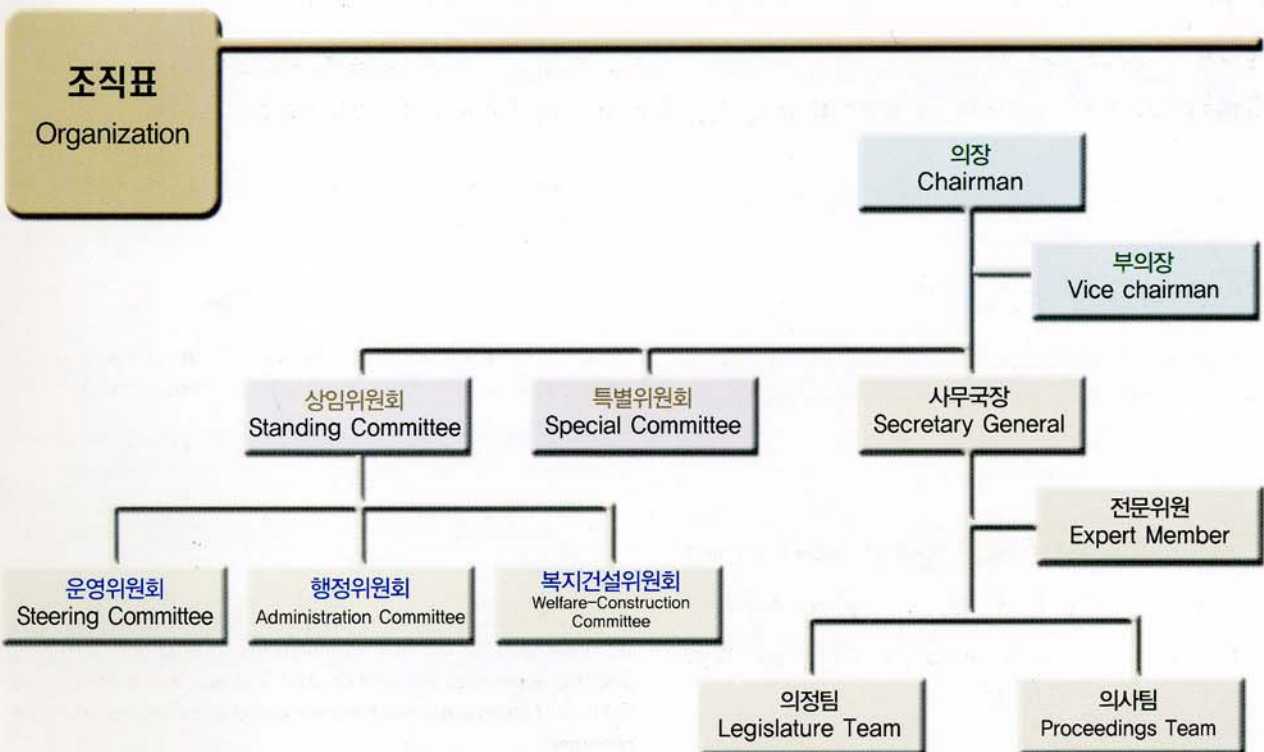 조직표
Organization
의장
Chairman
부의장
Vice chairman
상임위원회
Standing Committee
특별위원회
Special Committee
사무국장
Secretary General
전문위원
Expert Member
운영위원회
Steering Committee
행정위원회
Administration Committee
복지건설위원회
Welfare-Construction
Committee
의정팀
Legislature Team
의사팀
Proceedings Team